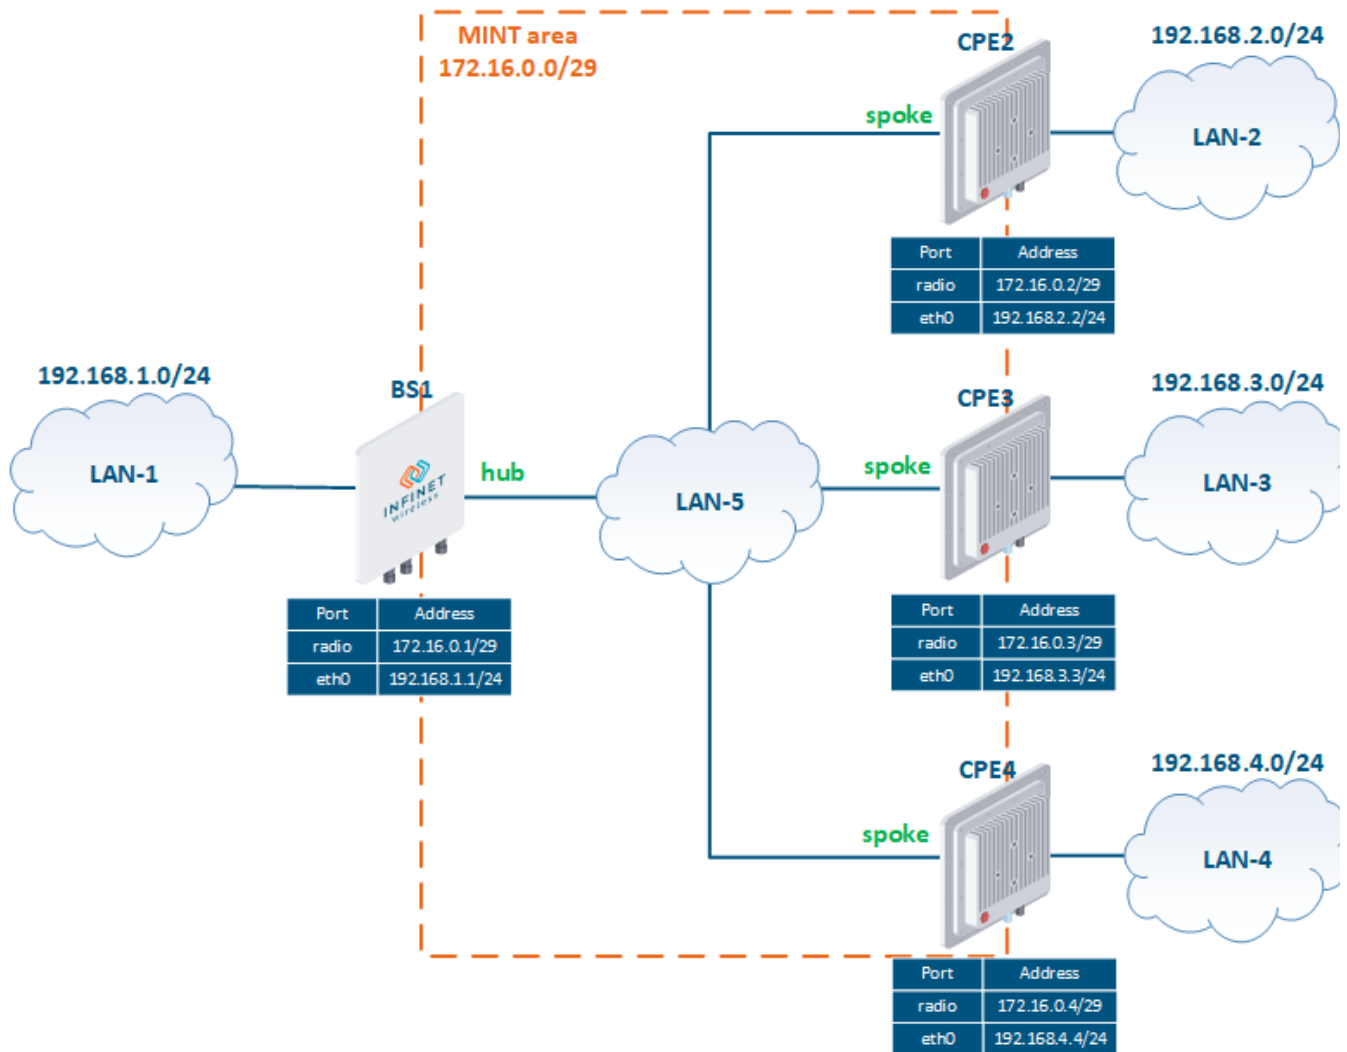 MINT area
172.16.0.0/29
CPE2
192.168.2.0/24
spoke
LAN-2
Port Address
radio 172.16.0.2/29
eth0 192.168.2.2/24
192.168.1.0/24
BS1
CPE3
192.168.3.0/24
LAN-1
INFINET
wireless
hub
LAN-5
spoke
LAN-3
Port Address
radio 172.16.0.1/29
eth0 192.168.1.1/24
Port Address
radio 172.16.0.3/29
eth0 192.168.3.3/24
CPE4
192.168.4.0/24
spoke
LAN-4
Port Address
radio 172.16.0.4/29
eth0 192.168.4.4/24